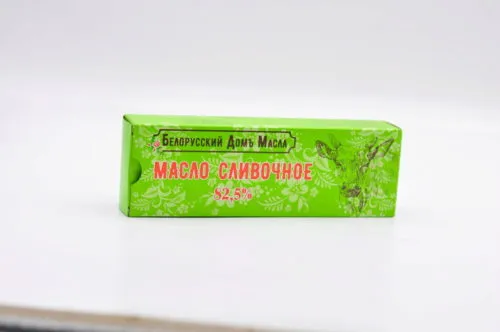 Белорусский Домъ Масла
МАСЛО СЛИВОЧНОЕ
82,5%